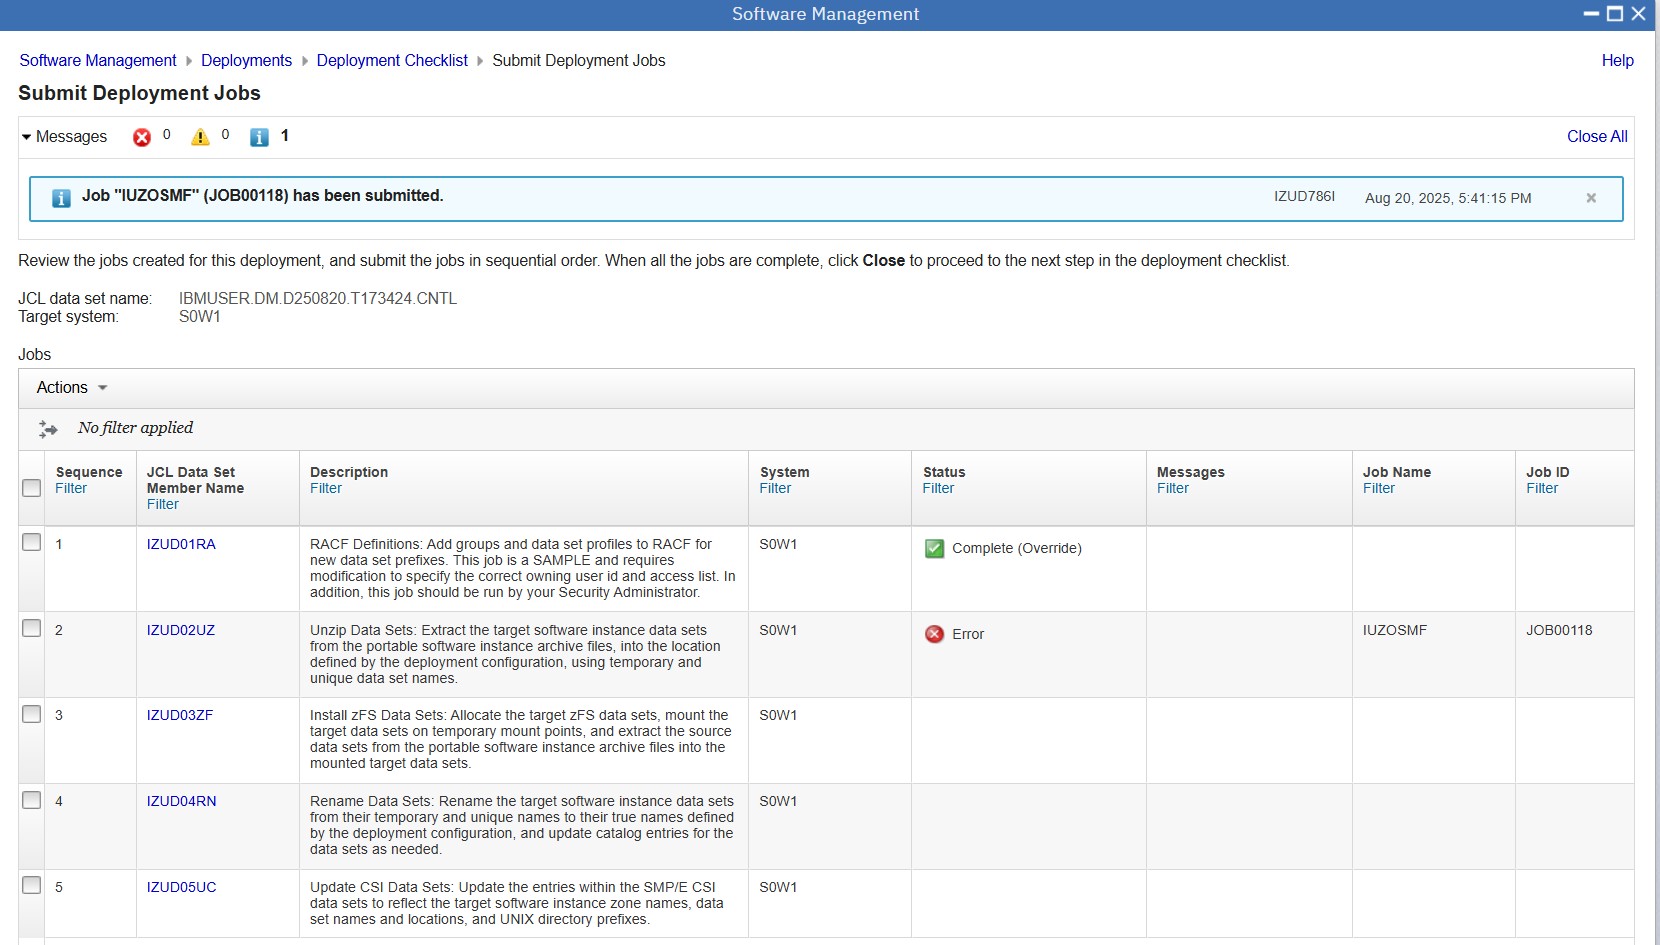 Software Management
Software Management Deployments Deployment Checklist Submit Deployment Jobs
Help
Submit Deployment Jobs
Messages 0 0 1
Close All
Job "IUZOSMF" (JOB00118) has been submitted.
IZUD786I
Aug 20, 2025, 5:41:15 PM
Review the jobs created for this deployment, and submit the jobs in sequential order. When all the jobs are complete, click Close to proceed to the next step in the deployment checklist.
JCL data set name: IBMUSER.DM.D250820.T173424.CNTL
Target system: S0W1
Jobs
Actions
No filter applied
Sequence
Filter
JCL Data Set
Member Name
Filter
Description
Filter
System
Filter
Status
Filter
Messages
Filter
Job Name
Filter
Job ID
Filter
1
IZUD01RA
RACF Definitions: Add groups and data set profiles to RACF for
new data set prefixes. This job is a SAMPLE and requires
modification to specify the correct owning user id and access list. In
addition, this job should be run by your Security Administrator.
S0W1
Complete (Override)
2
IZUD02UZ
Unzip Data Sets: Extract the target software instance data sets
from the portable software instance archive files, into the location
defined by the deployment configuration, using temporary and
unique data set names.
S0W1
Error
IUZOSMF
JOB00118
3
IZUD03ZF
Install zFS Data Sets: Allocate the target zFS data sets, mount the
target data sets on temporary mount points, and extract the source
data sets from the portable software instance archive files into the
mounted target data sets.
S0W1
4
IZUD04RN
Rename Data Sets: Rename the target software instance data sets
from their temporary and unique names to their true names defined
by the deployment configuration, and update catalog entries for the
data sets as needed.
S0W1
5
IZUD05UC
Update CSI Data Sets: Update the entries within the SMP/E CSI
data sets to reflect the target software instance zone names, data
set names and locations, and UNIX directory prefixes.
S0W1